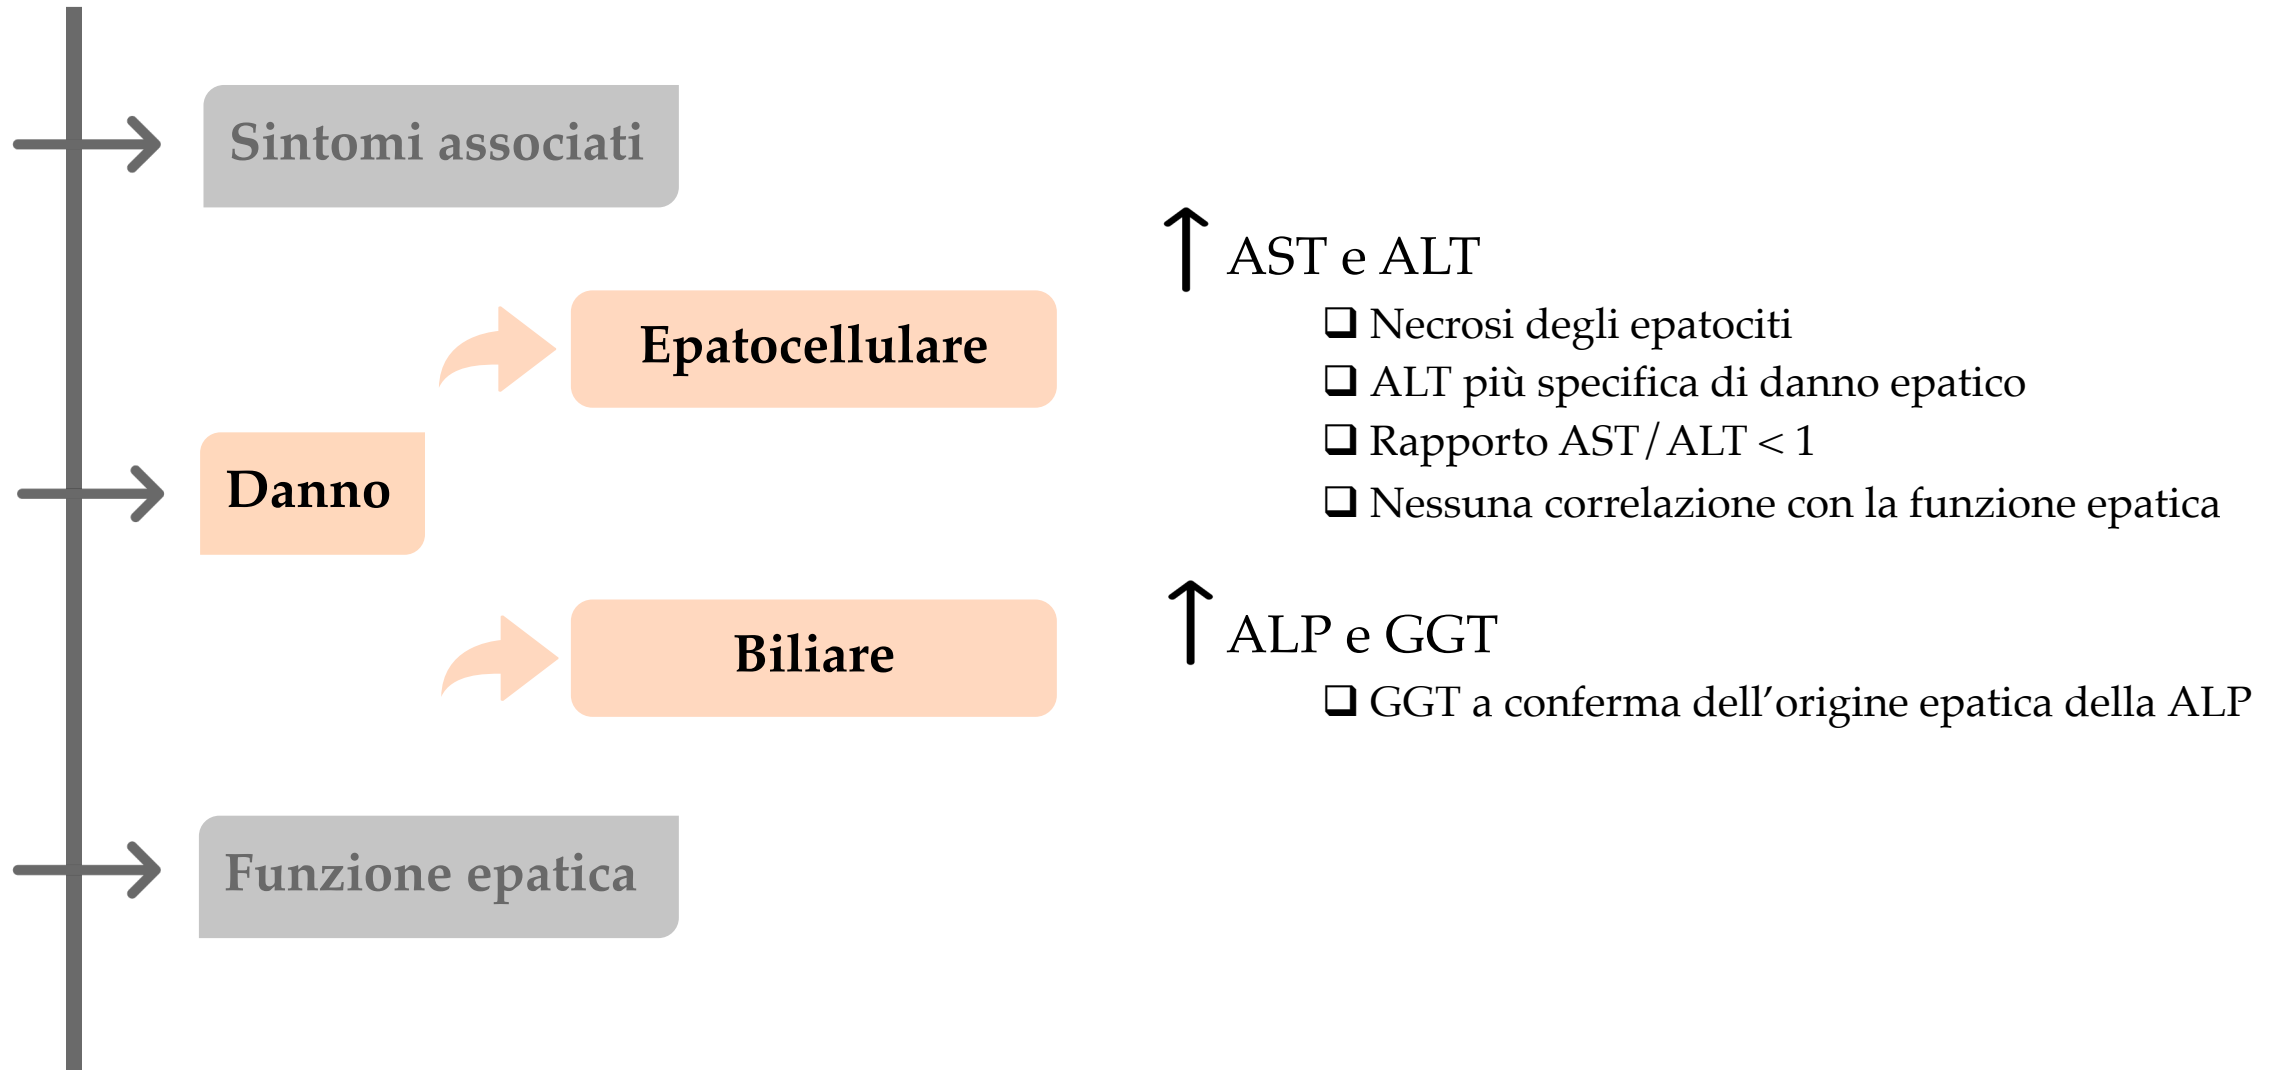 Sintomi associati
AST e ALT
Necrosi degli epatociti
Epatocellulare
ALT più specifica di danno epatico
Rapporto AST/ALT < 1
Danno
Nessuna correlazione con la funzione epatica
ALP e GGT
Biliare
GGT a conferma dell’origine epatica della ALP
Funzione epatica